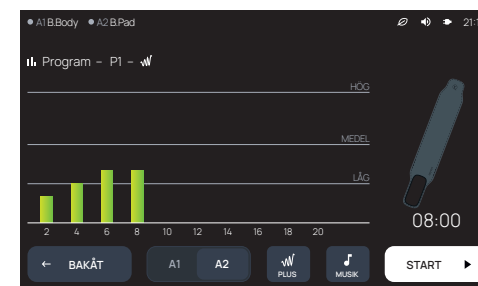 A1 B.Body A2 B.Pad
Program – P1 –
HÖG
MEDEL
LÅG
2 4 6 8 10 12 14 16 18 20
08:00
← BAKÅT A1 A2 PLUS MUSIK START